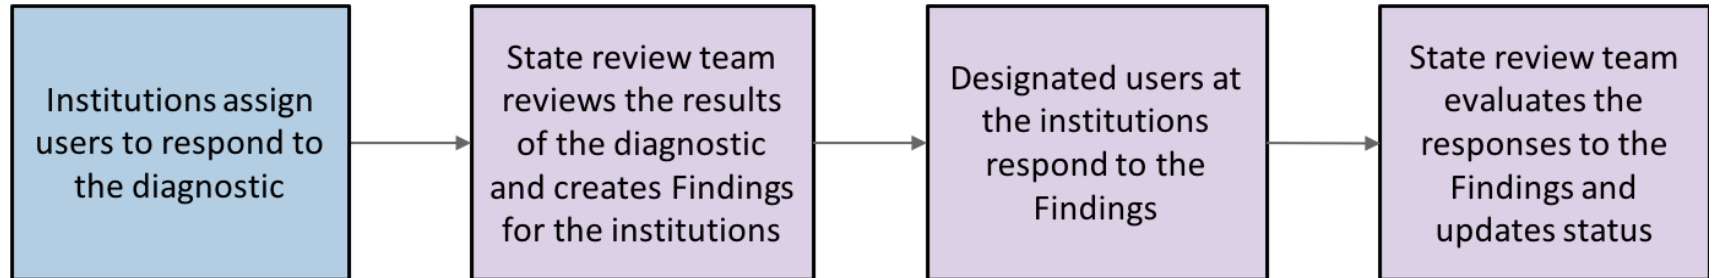 Institutions assign
users to respond to
the diagnostic
State review team
reviews the results
of the diagnostic
and creates Findings
for the institutions
Designated users at
the institutions
respond to the
Findings
State review team
evaluates the
responses to the
Findings and
updates status